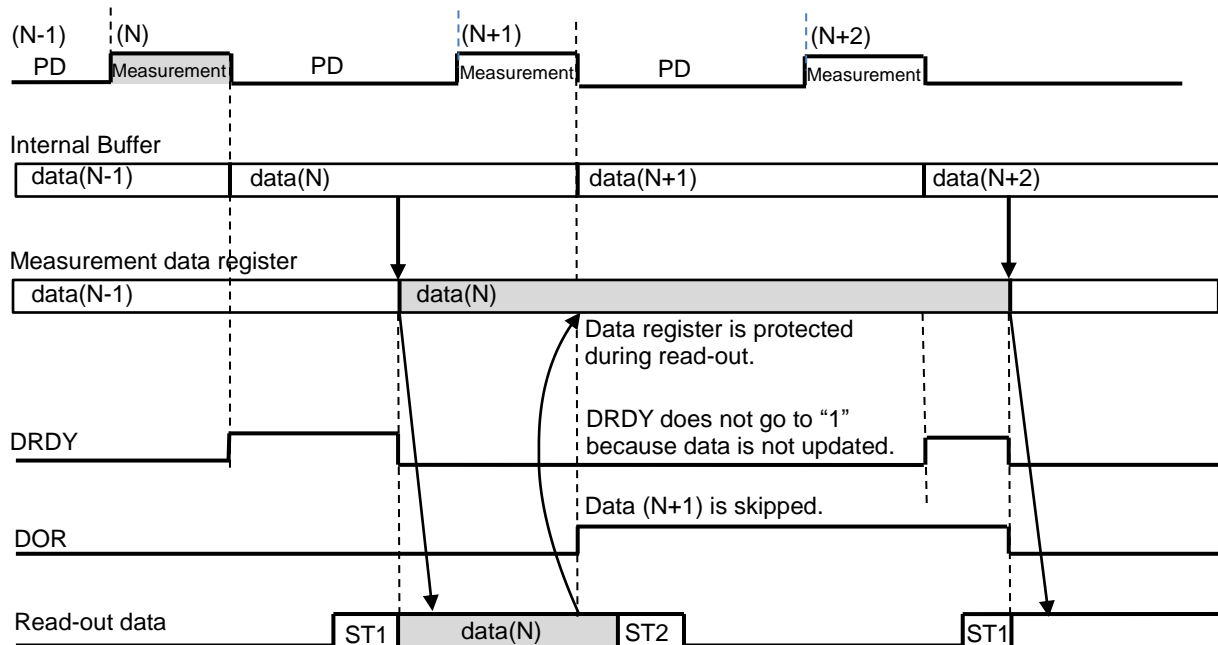 (N-1) (N) (N+1) (N+2)
PD Measurement PD Measurement PD Measurement
Internal Buffer
data(N-1) data(N) data(N+1) data(N+2)
Measurement data register
data(N-1) data(N)
Data register is protected
during read-out.
DRDY does not go to “1”
DRDY because data is not updated.
Data (N+1) is skipped.
DOR
Read-out data ST1 data(N) ST2 ST1